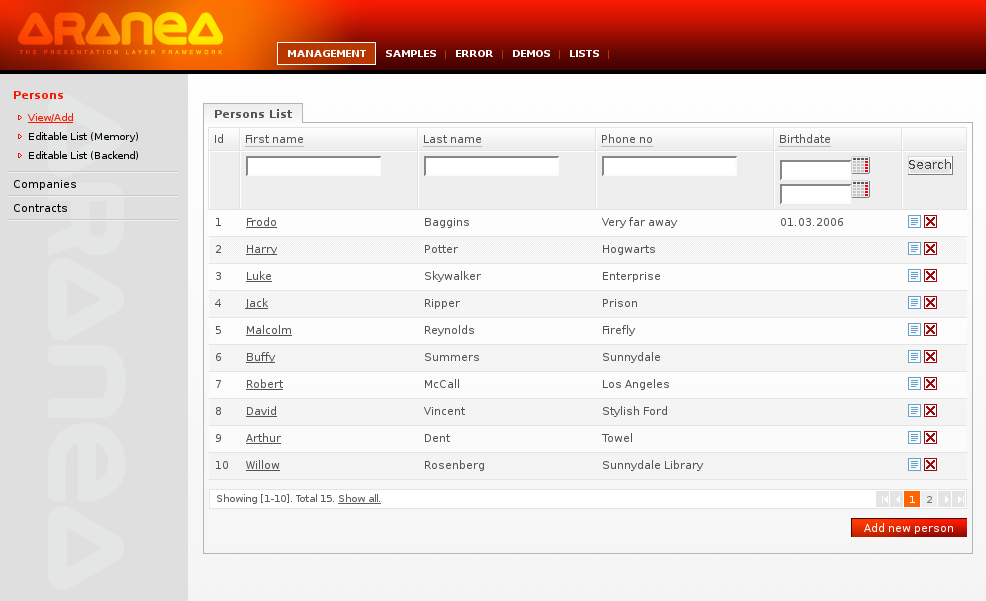 ARANEA
THE PRESENTATION LAYER FRAMEWORK
MANAGEMENT SAMPLES ERROR DEMOS LISTS
Persons
View/Add
Editable List (Memory)
Editable List (Backend)
Companies
Contracts
ARANEA
Persons List
Id First name Last name Phone no Birthdate
Search
1 Frodo Baggins Very far away 01.03.2006
2 Harry Potter Hogwarts
3 Luke Skywalker Enterprise
4 Jack Ripper Prison
5 Malcolm Reynolds Firefly
6 Buffy Summers Sunnydale
7 Robert McCall Los Angeles
8 David Vincent Stylish Ford
9 Arthur Dent Towel
10 Willow Rosenberg Sunnydale Library
Showing [1-10]. Total 15. Show all. 1 2
Add new person